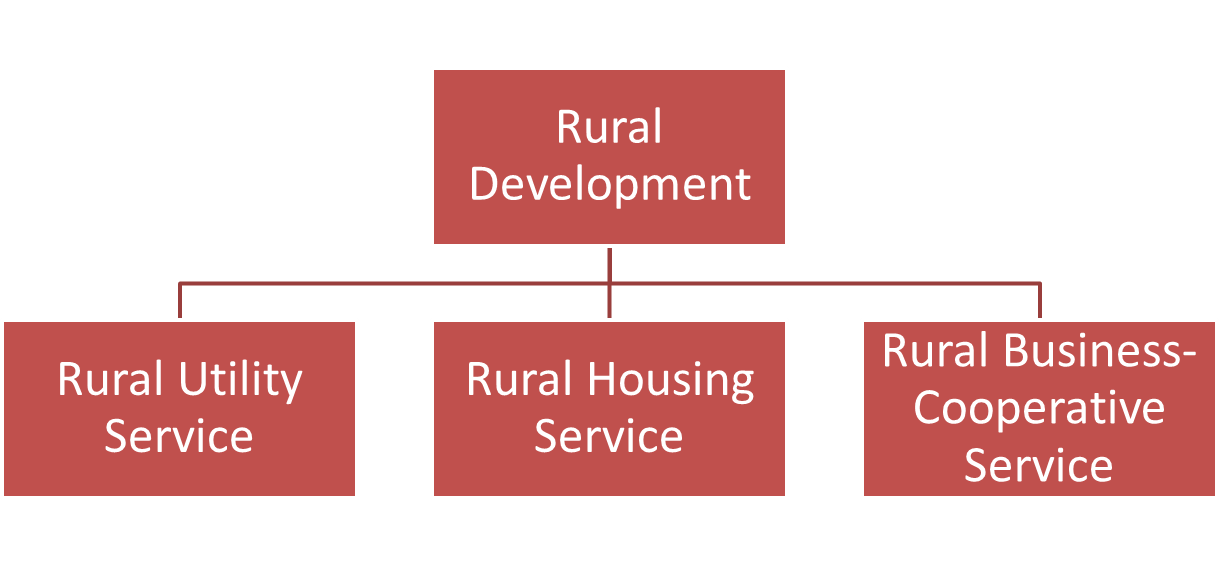 Rural
Development
Rural Utility
Service
Rural Housing
Service
Rural Business-
Cooperative
Service